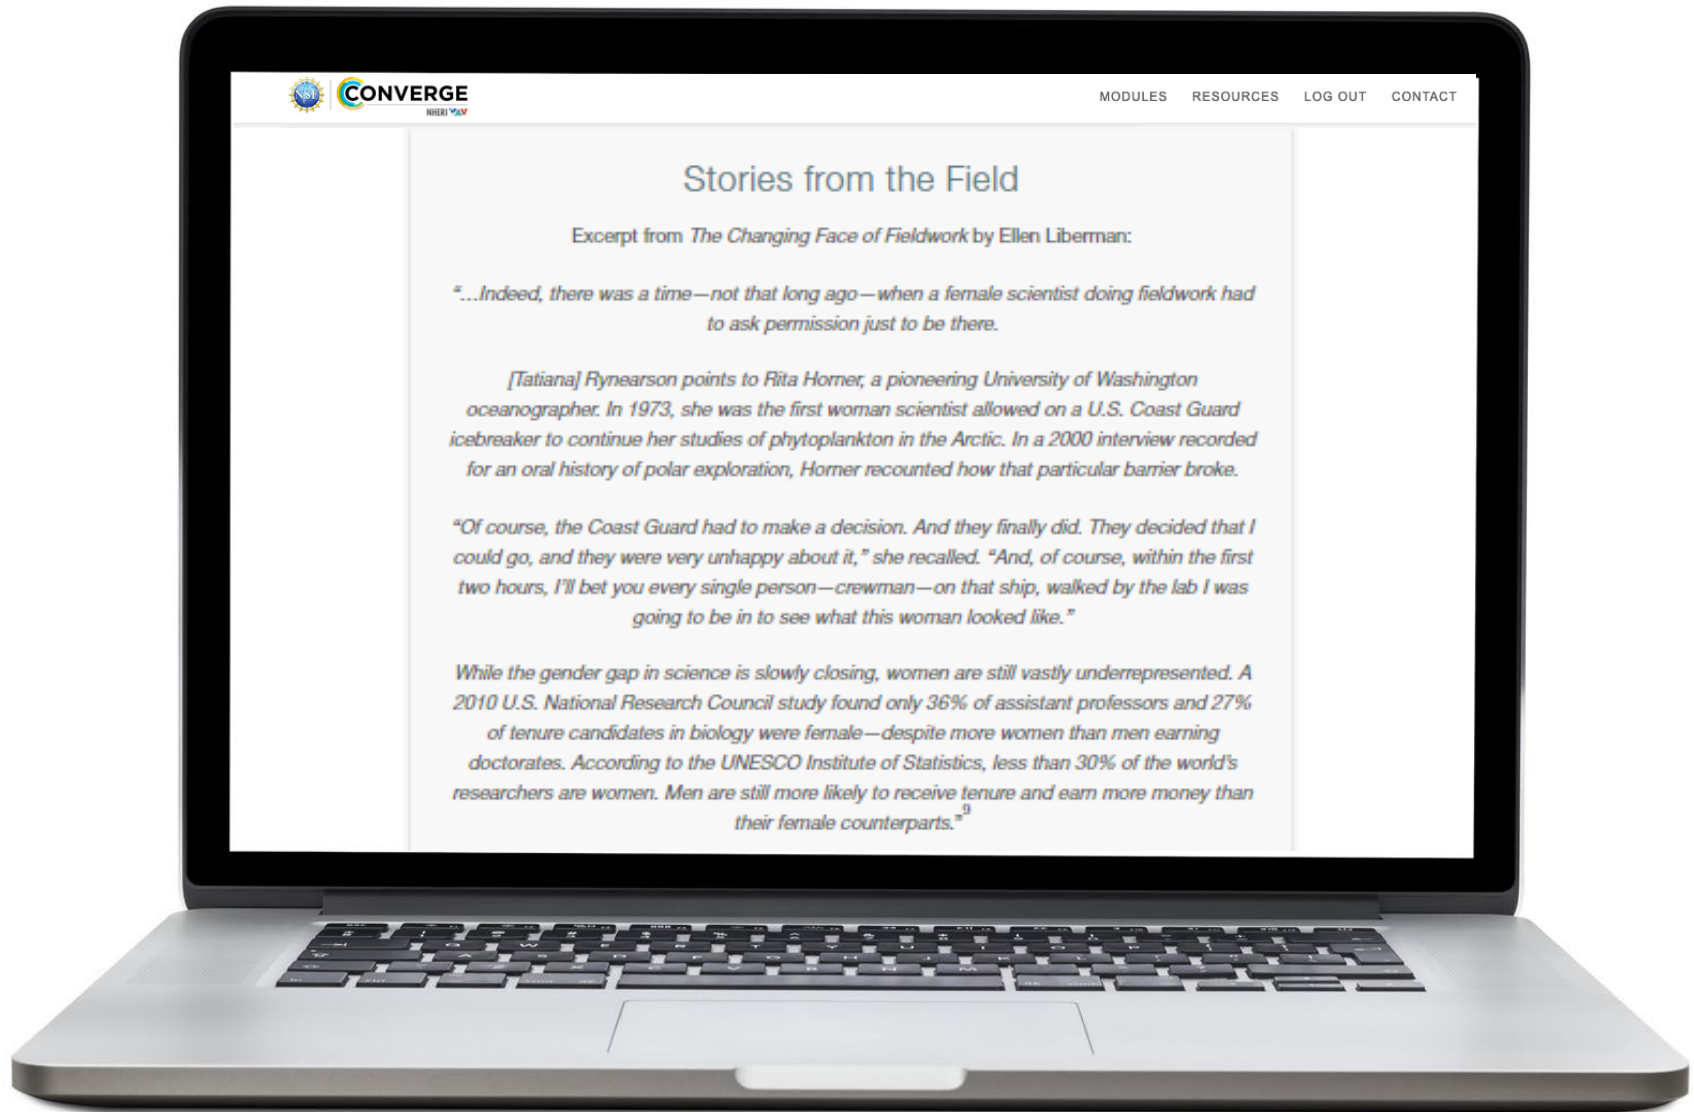 NSF
CONVERGE
NHERI
MODULES RESOURCES LOG OUT CONTACT
Stories from the Field
Excerpt from The Changing Face of Fieldwork by Ellen Liberman:
“…Indeed, there was a time—not that long ago—when a female scientist doing fieldwork had
to ask permission just to be there.
[Tatiana] Rynearson points to Rita Horner, a pioneering University of Washington
oceanographer. In 1973, she was the first woman scientist allowed on a U.S. Coast Guard
icebreaker to continue her studies of phytoplankton in the Arctic. In a 2000 interview recorded
for an oral history of polar exploration, Horner recounted how that particular barrier broke.
“Of course, the Coast Guard had to make a decision. And they finally did. They decided that I
could go, and they were very unhappy about it,” she recalled. “And, of course, within the first
two hours, I’ll bet you every single person—crewman—on that ship, walked by the lab I was
going to be in to see what this woman looked like.”
While the gender gap in science is slowly closing, women are still vastly underrepresented. A
2010 U.S. National Research Council study found only 36% of assistant professors and 27%
of tenure candidates in biology were female—despite more women than men earning
doctorates. According to the UNESCO Institute of Statistics, less than 30% of the world’s
researchers are women. Men are still more likely to receive tenure and earn more money than
their female counterparts.”9